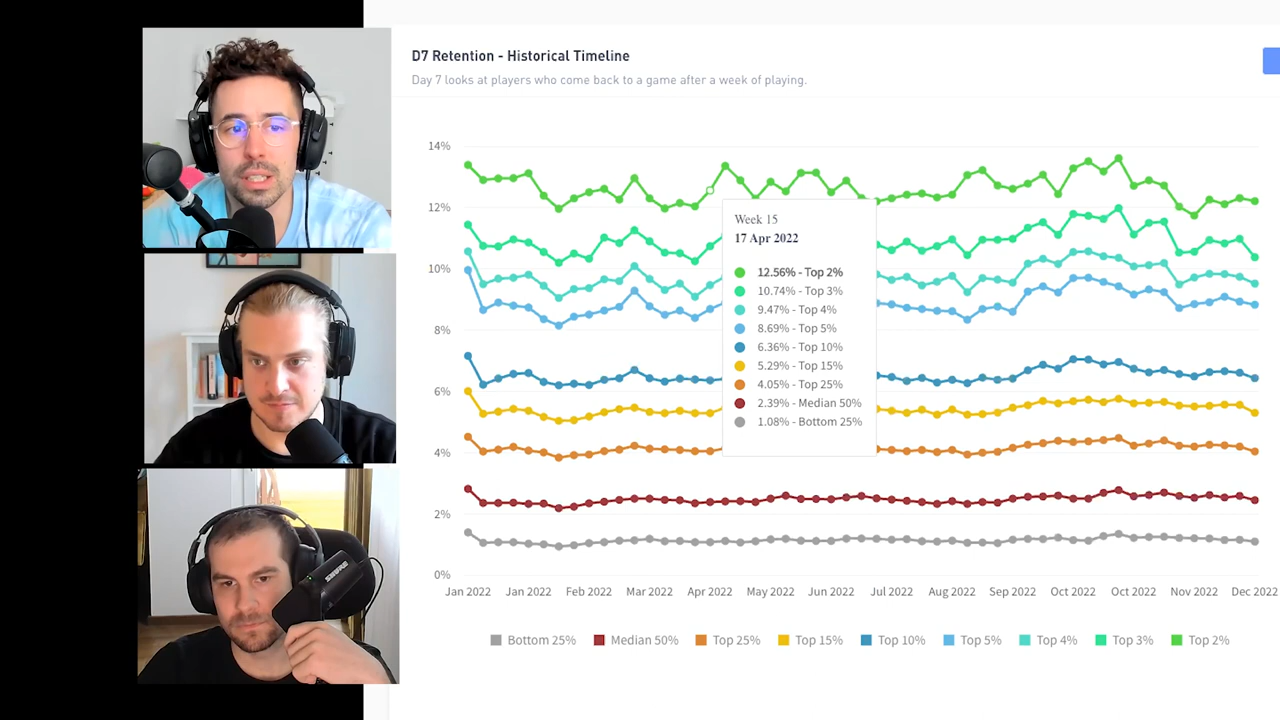 D7 Retention - Historical Timeline
Day 7 looks at players who come back to a game after a week of playing.
14%
12%
10%
8%
6%
4%
2%
0%
Week 15
17 Apr 2022
12.56% - Top 2%
10.74% - Top 3%
9.47% - Top 4%
8.69% - Top 5%
6.36% - Top 10%
5.29% - Top 15%
4.05% - Top 25%
2.39% - Median 50%
1.08% - Bottom 25%
Jan 2022 Jan 2022 Feb 2022 Mar 2022 Apr 2022 May 2022 Jun 2022 Jul 2022 Aug 2022 Sep 2022 Oct 2022 Oct 2022 Nov 2022 Dec 2022
Bottom 25% Median 50% Top 25% Top 15% Top 10% Top 5% Top 4% Top 3% Top 2%
SHURE